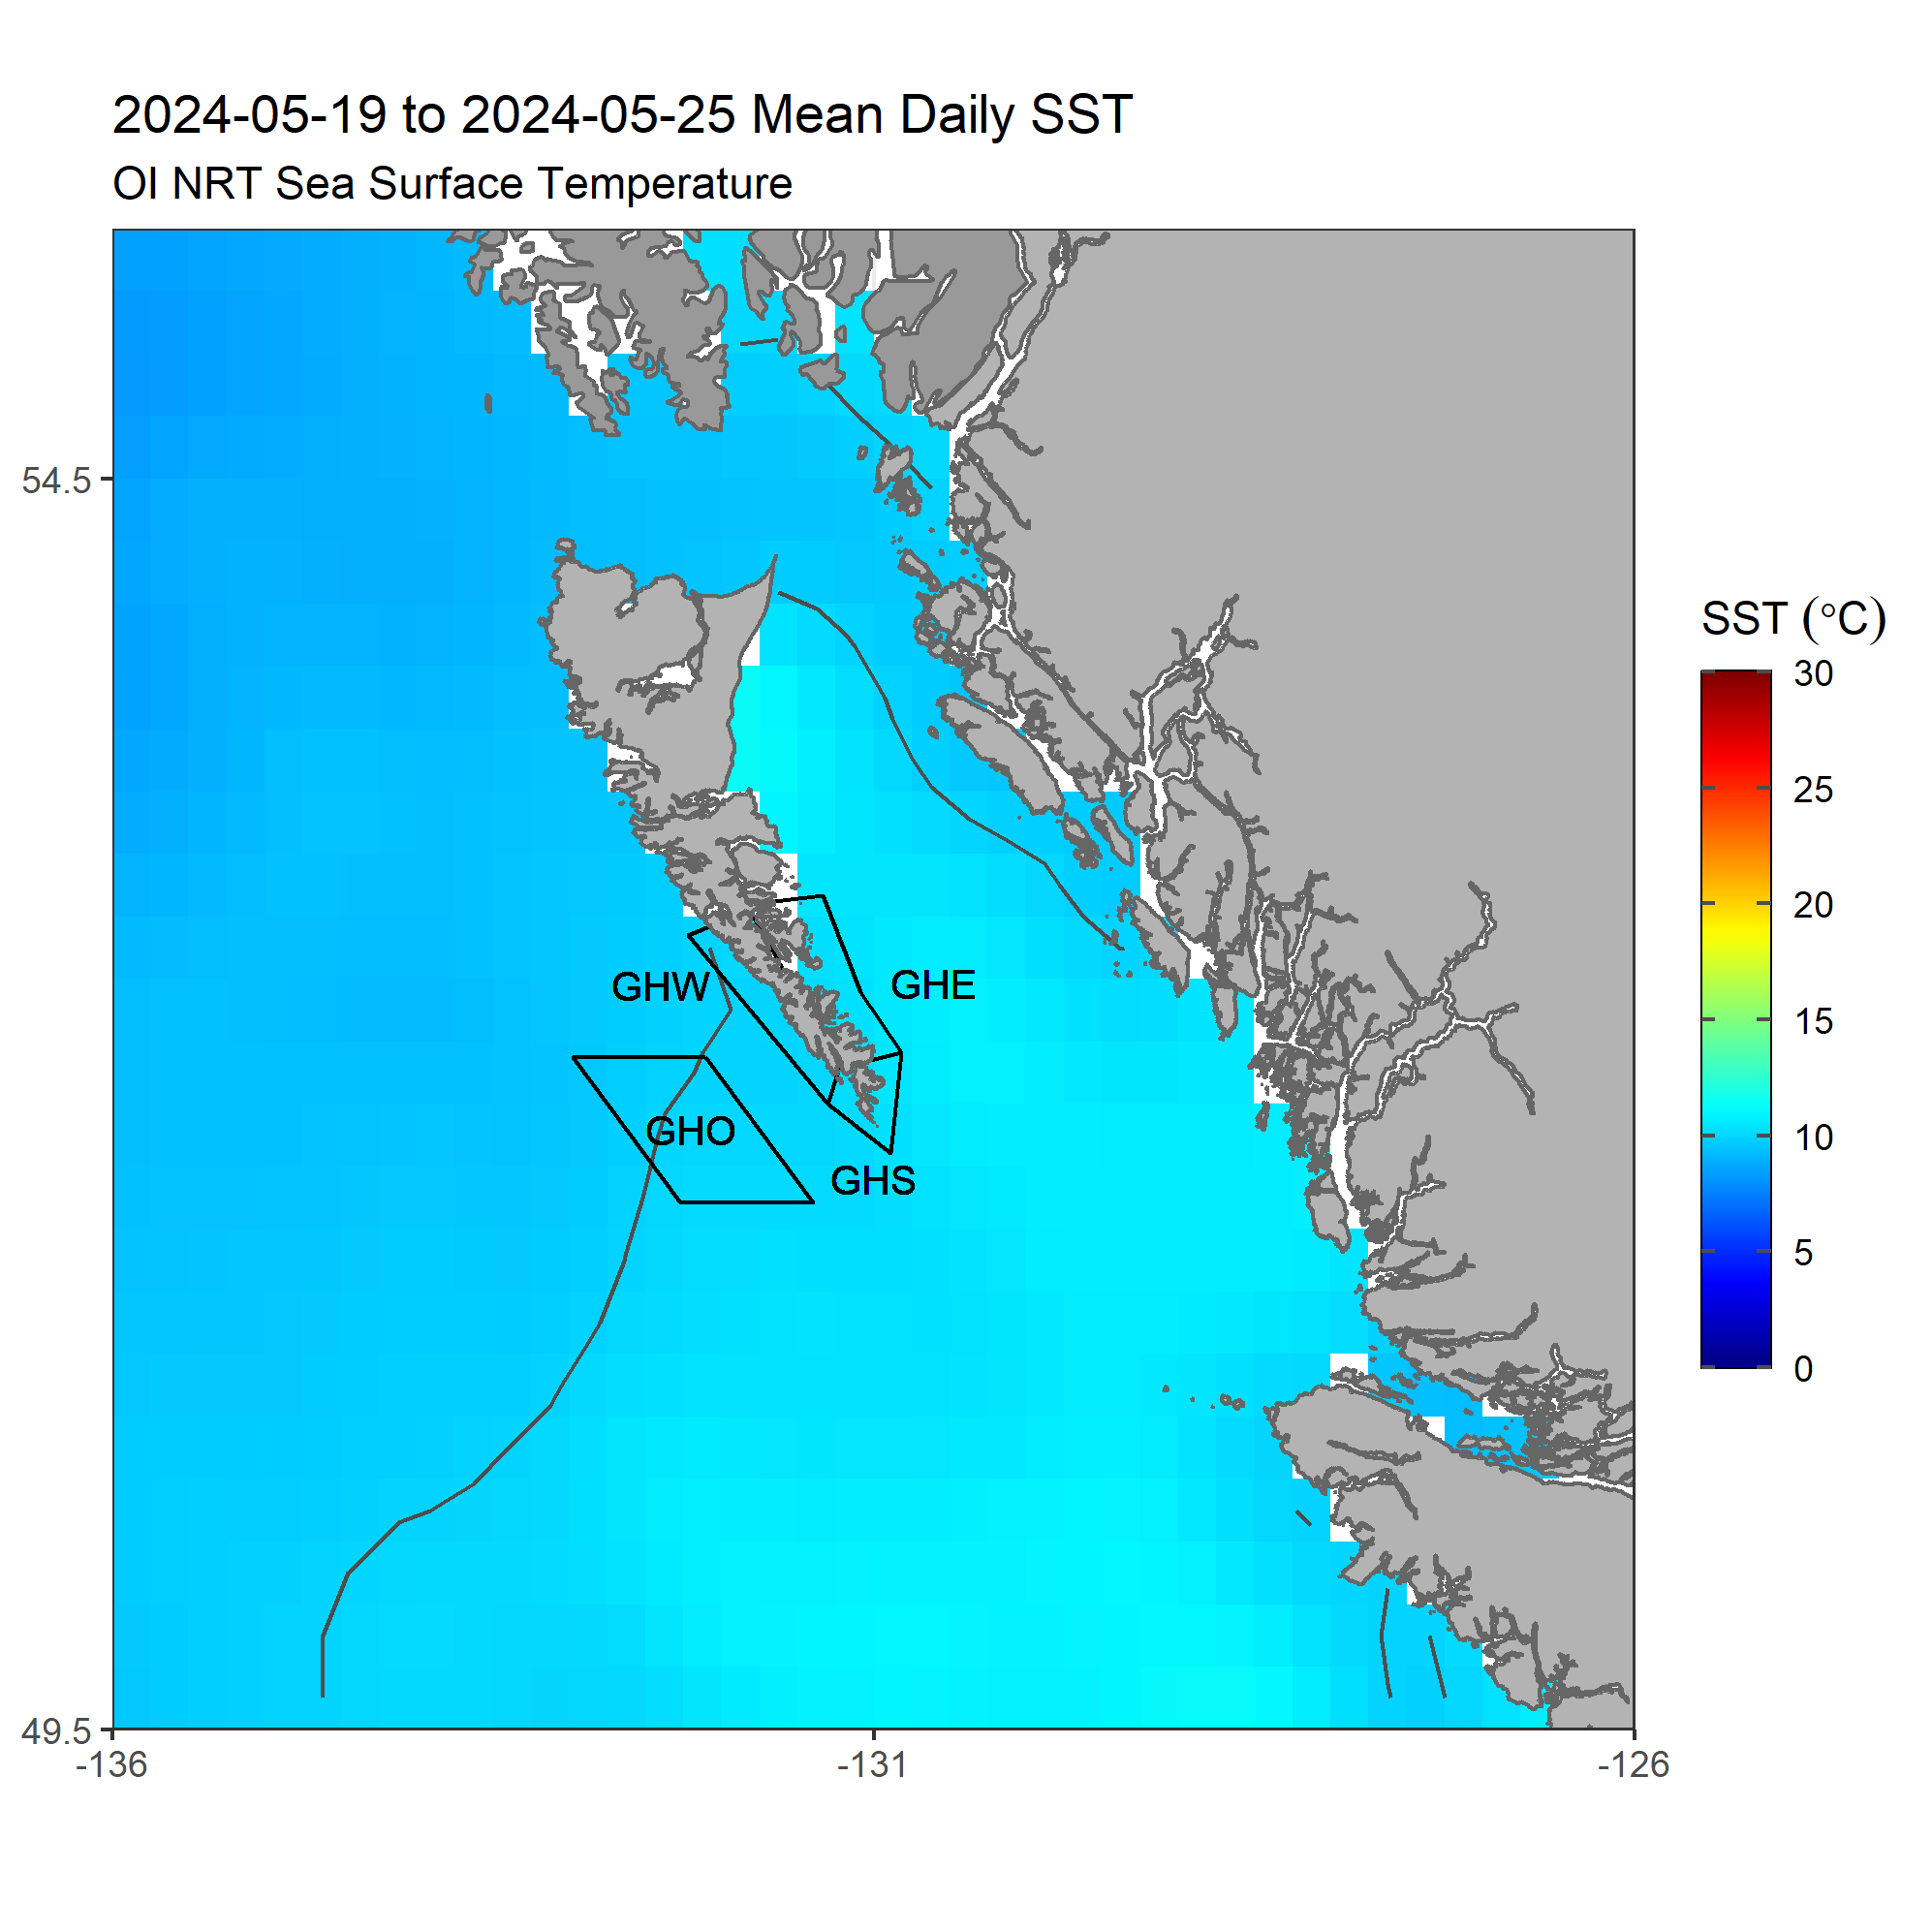 2024-05-19 to 2024-05-25 Mean Daily SST
OI NRT Sea Surface Temperature
54.5
49.5
-136
-131
-126
GHW
GHE
GHO
GHS
SST (°C)
30
25
20
15
10
5
0